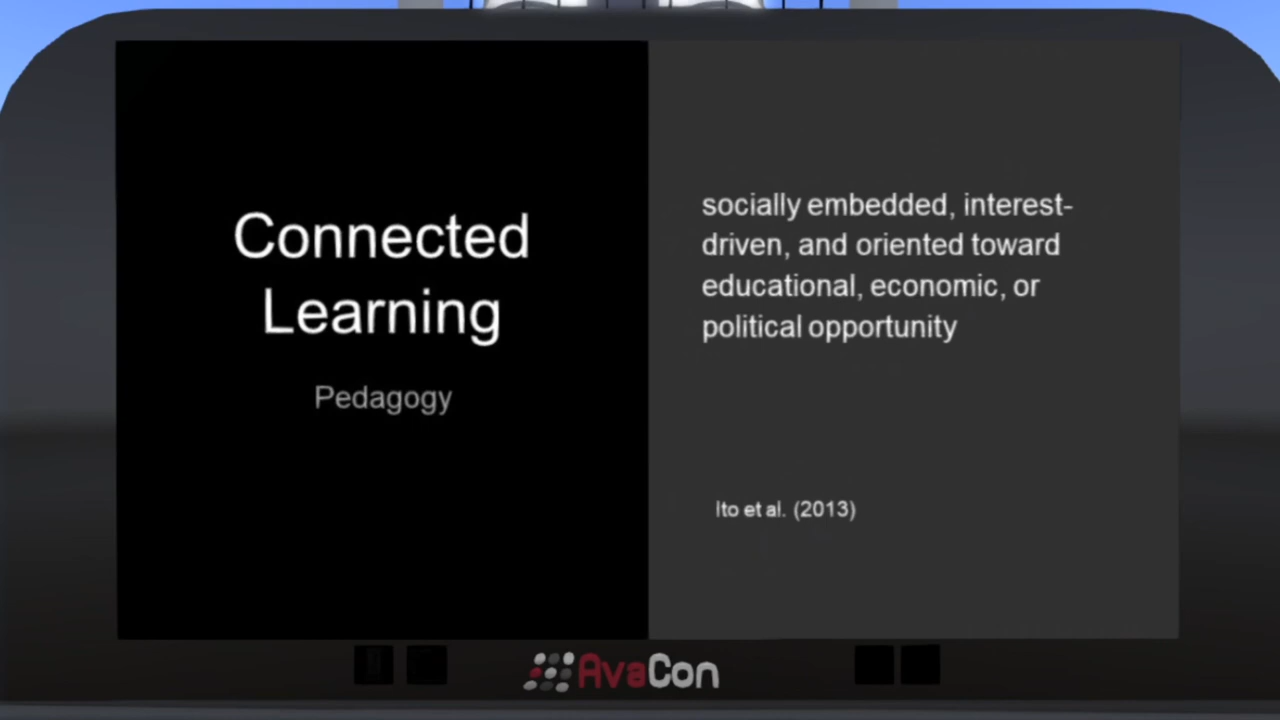 Connected
Learning
Pedagogy
socially embedded, interest-
driven, and oriented toward
educational, economic, or
political opportunity
Ito et al. (2013)
AvaCon